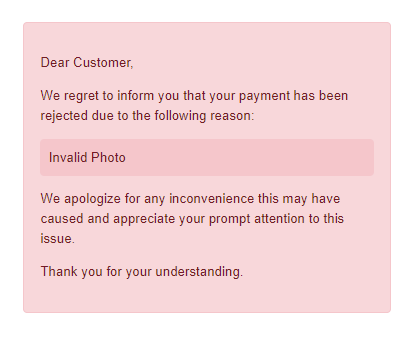 Dear Customer,
We regret to inform you that your payment has been
rejected due to the following reason:
Invalid Photo
We apologize for any inconvenience this may have
caused and appreciate your prompt attention to this
issue.
Thank you for your understanding.